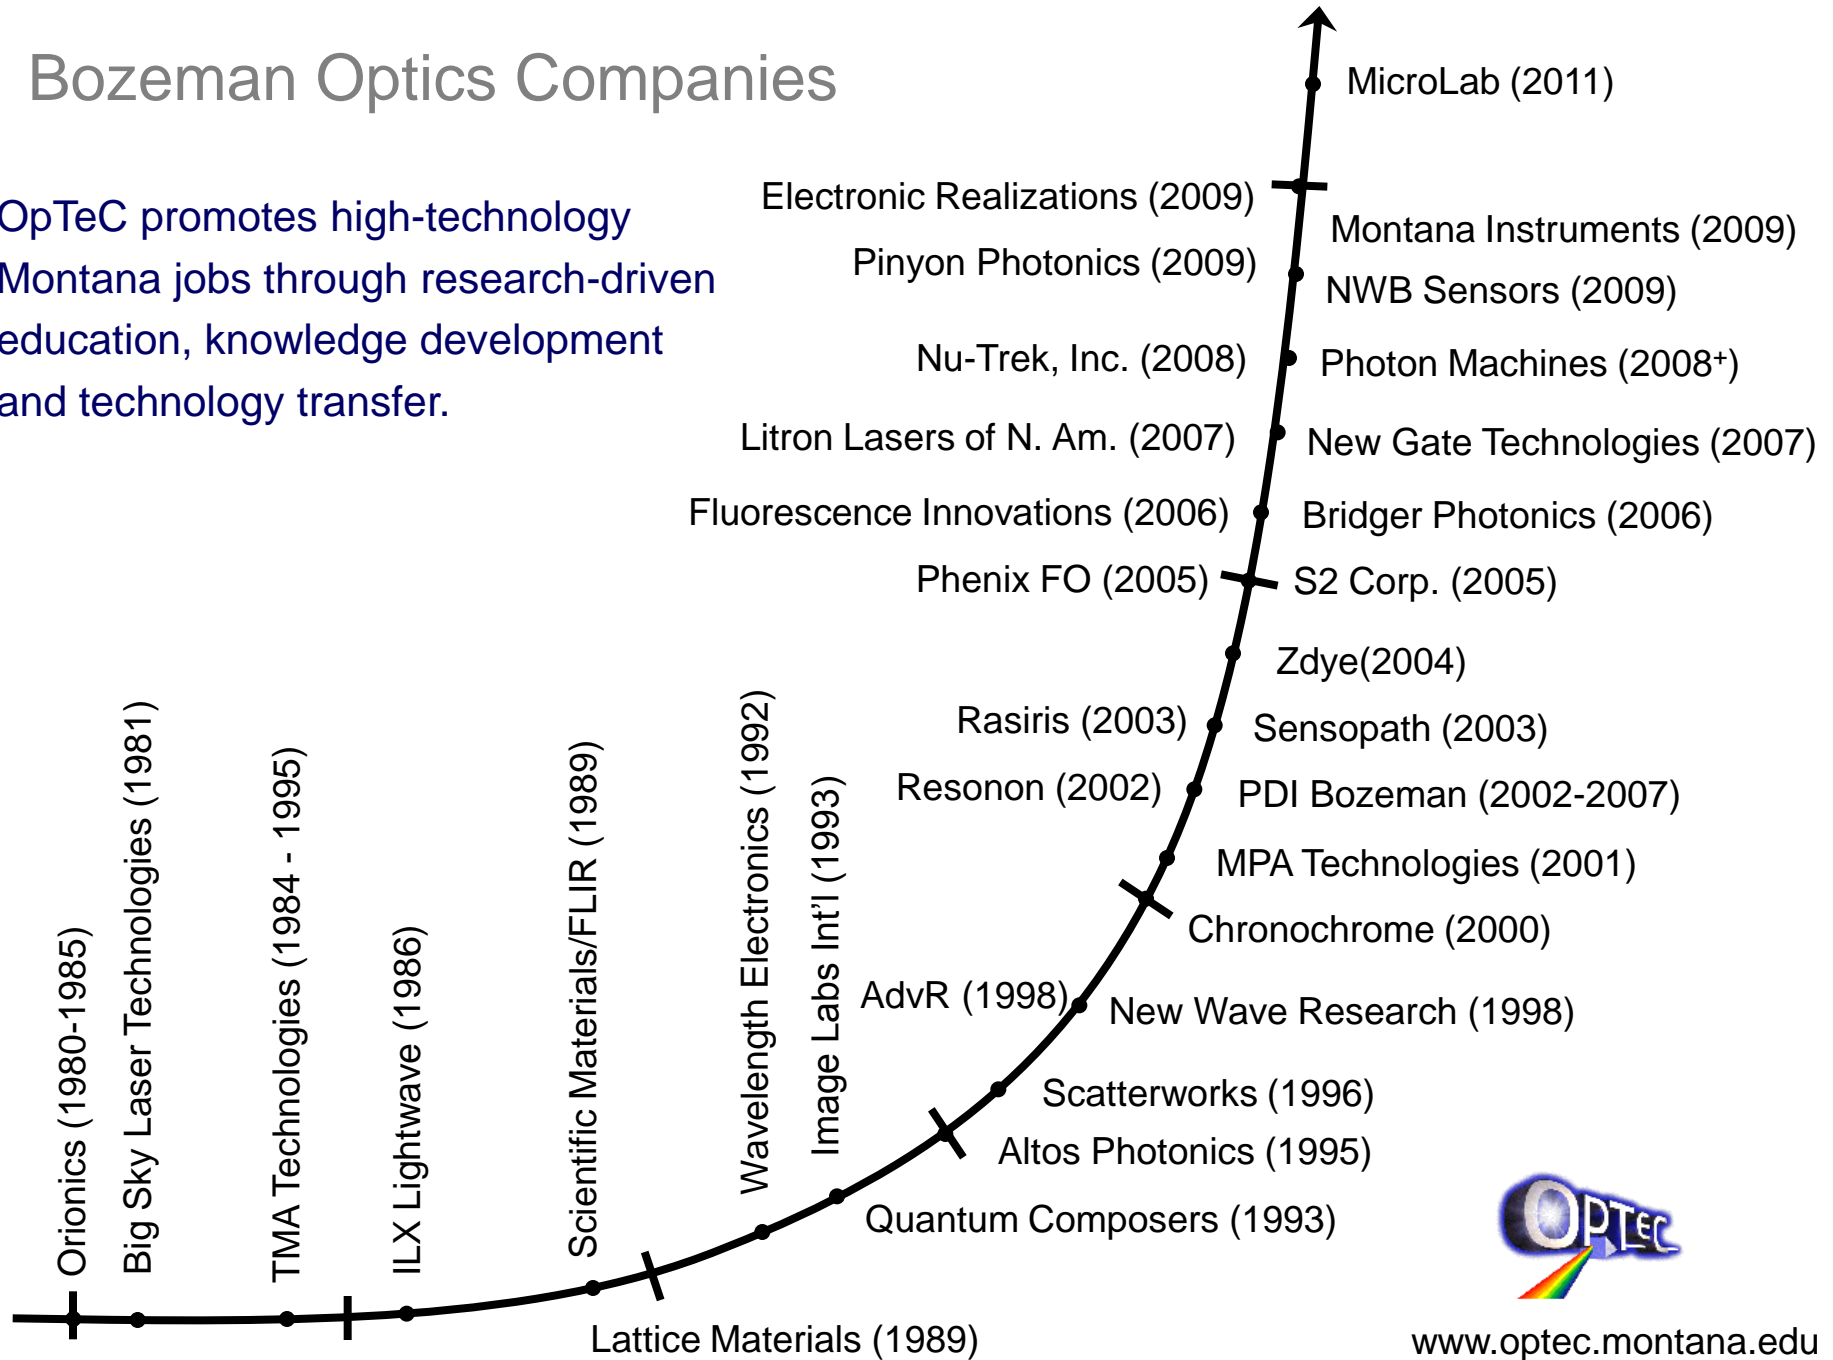 Bozeman Optics Companies
OpTeC promotes high-technology
Montana jobs through research-driven
education, knowledge development
and technology transfer.
MicroLab (2011)
Electronic Realizations (2009)
Montana Instruments (2009)
Pinyon Photonics (2009)
NWB Sensors (2009)
Nu-Trek, Inc. (2008)
Photon Machines (2008⁺)
Litron Lasers of N. Am. (2007)
New Gate Technologies (2007)
Fluorescence Innovations (2006)
Bridger Photonics (2006)
Phenix FO (2005)
S2 Corp. (2005)
Zdye(2004)
Rasiris (2003)
Sensopath (2003)
Resonon (2002)
PDI Bozeman (2002-2007)
MPA Technologies (2001)
Chronochrome (2000)
AdvR (1998)
New Wave Research (1998)
Scatterworks (1996)
Altos Photonics (1995)
Quantum Composers (1993)
Orionics (1980-1985)
Big Sky Laser Technologies (1981)
TMA Technologies (1984 - 1995)
ILX Lightwave (1986)
Scientific Materials/FLIR (1989)
Wavelength Electronics (1992)
Image Labs Int'l (1993)
Lattice Materials (1989)
OPTEC
www.optec.montana.edu